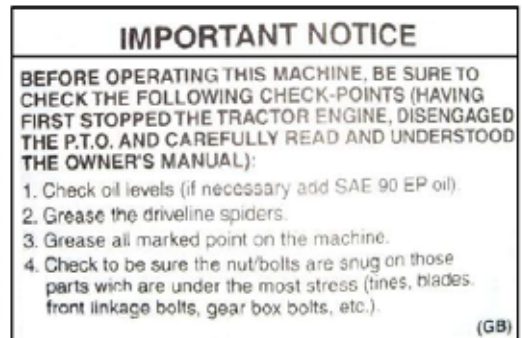 IMPORTANT NOTICE
BEFORE OPERATING THIS MACHINE, BE SURE TO
CHECK THE FOLLOWING CHECK-POINTS (HAVING
FIRST STOPPED THE TRACTOR ENGINE, DISENGAGED
THE P.T.O. AND CAREFULLY READ AND UNDERSTOOD
THE OWNER'S MANUAL):
1. Check oil levels (if necessary add SAE 90 EP oil).
2. Grease the driveline spiders.
3. Grease all marked point on the machine.
4. Check to be sure the nut/bolts are snug on those
parts wich are under the most stress (tines, blades.
front linkage bolts, gear box bolts, etc.).
(GB)